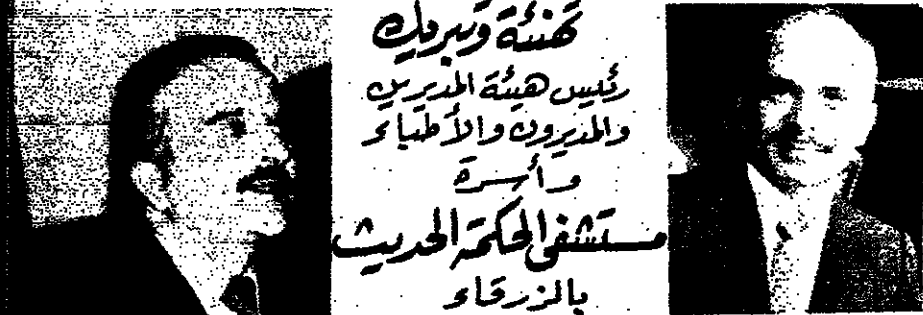 تهنئة وتبريك
رئيس هيئة المديرين
والمديرون والأطباء
وأسرة
مستشفى الحكمة الحديث
بالزرقاء